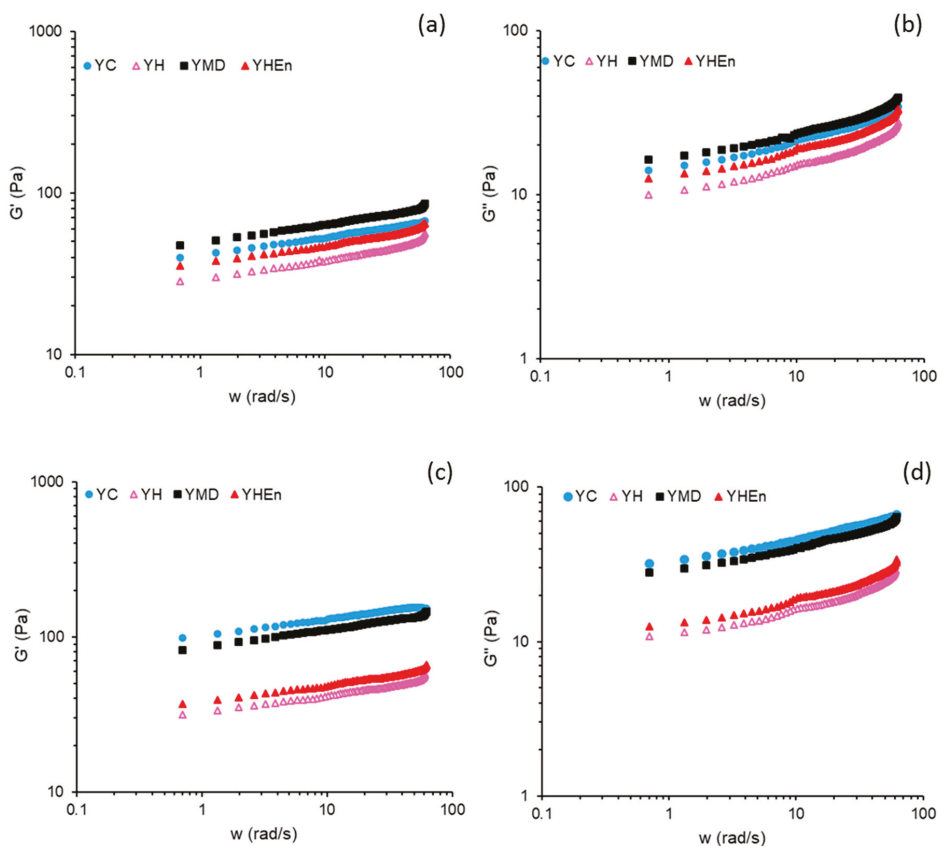 (a)
1000
YC YH YMD YHEn
G' (Pa)
100
10
0.1 1 10 100
w (rad/s)
(b)
100
YC YH YMD YHEn
G" (Pa)
10
1
0.1 1 10 100
w (rad/s)
(c)
1000
YC YH YMD YHEn
G' (Pa)
100
10
0.1 1 10 100
w (rad/s)
(d)
100
YC YH YMD YHEn
G" (Pa)
10
1
0.1 1 10 100
w (rad/s)